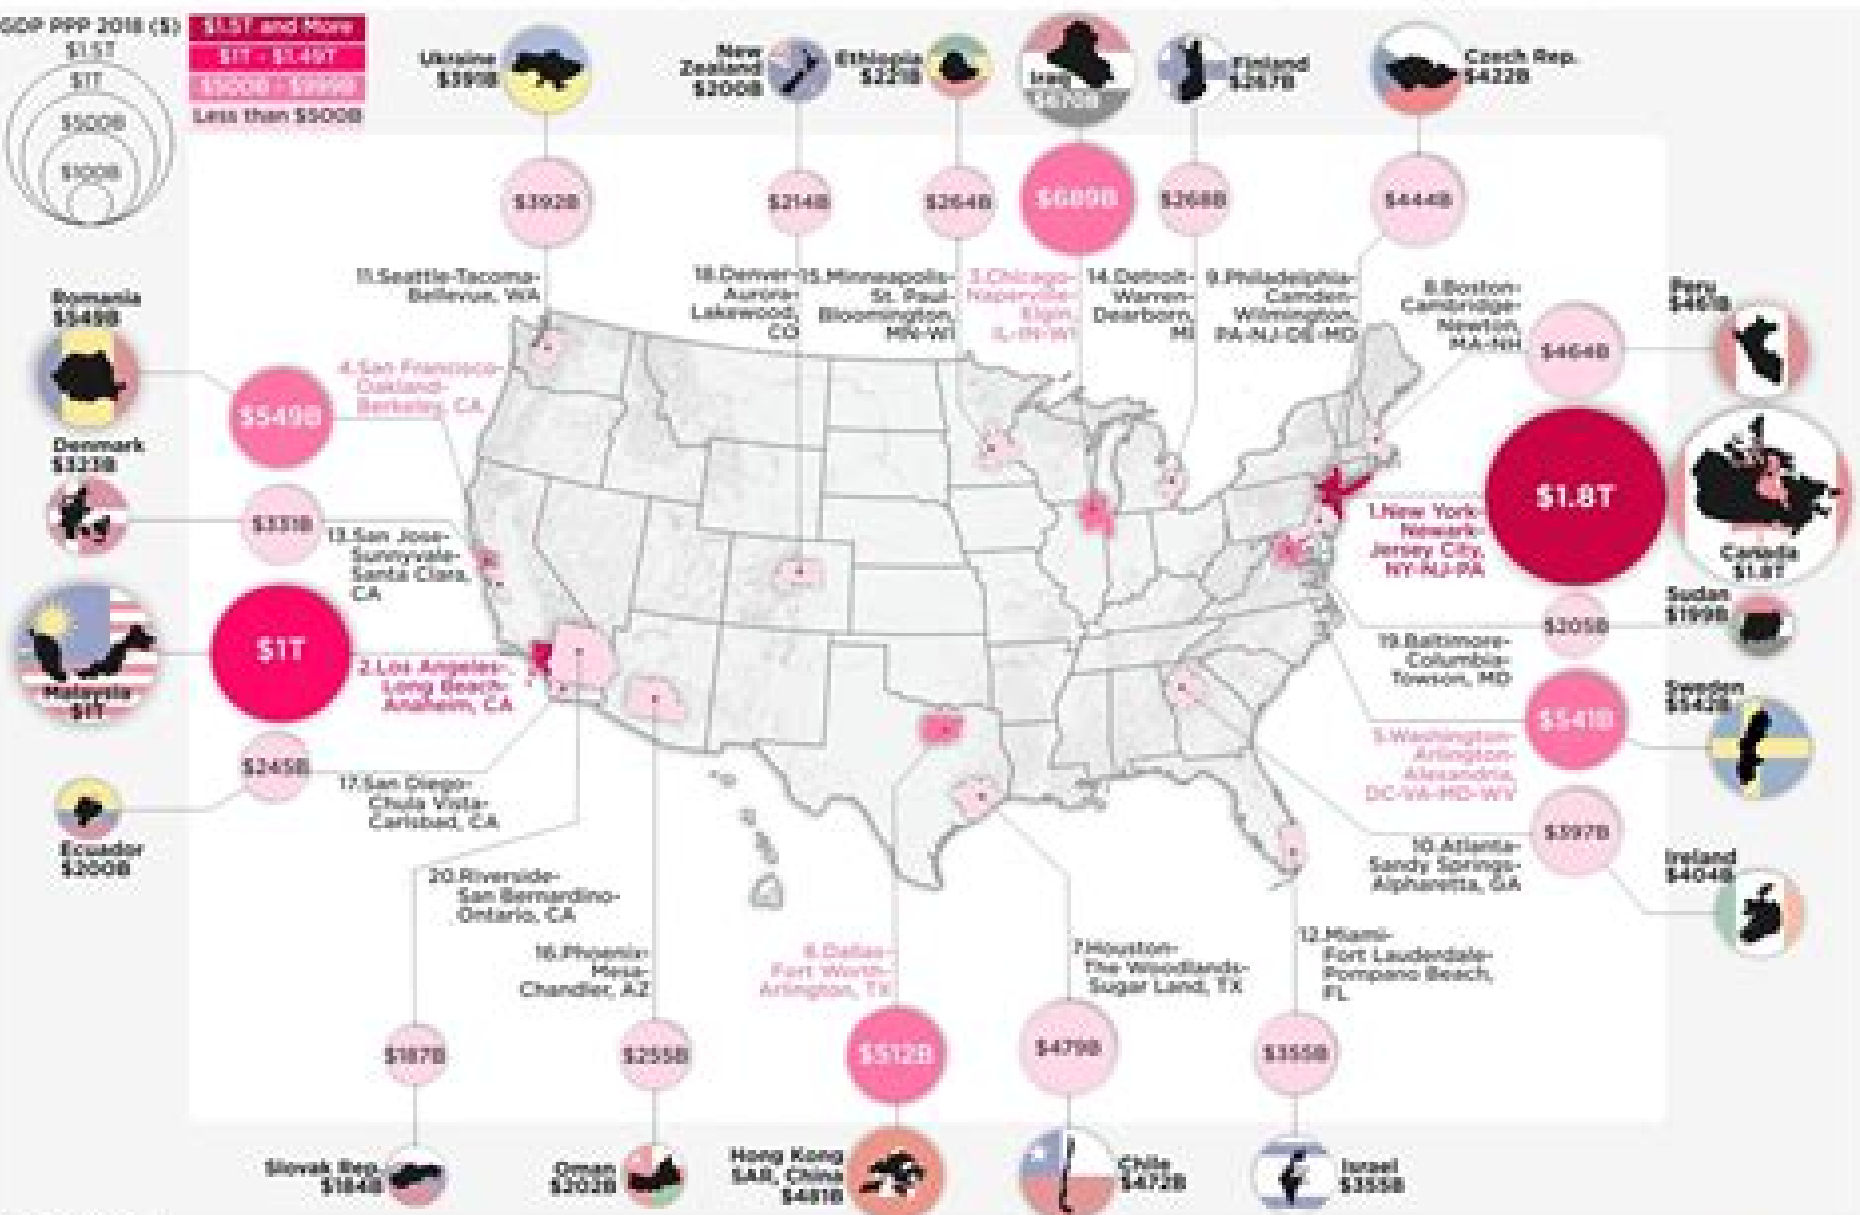 GDP PPP 2018 ($)
$1.5T
$1T
$500B
$100B
$1.5T and More
$1T - $1.49T
$500B - $999B
Less than $500B
Ukraine
$391B
New
Zealand
$200B
Ethiopia
$221B
Iraq
$670B
Finland
$267B
Czech Rep.
$422B
$392B
$214B
$264B
$689B
$268B
$444B
11.Seattle-Tacoma-
Bellevue, WA
18.Denver-
Aurora-
Lakewood,
CO
15.Minneapolis-
St. Paul-
Bloomington,
MN-WI
3.Chicago-
Naperville-
Elgin,
IL-IN-WI
14.Detroit-
Warren-
Dearborn,
MI
9.Philadelphia-
Camden-
Wilmington,
PA-NJ-DE-MD
8.Boston-
Cambridge-
Newton,
MA-NH
$464B
Peru
$461B
Romania
$549B
$549B
4.San Francisco-
Oakland-
Berkeley, CA
Denmark
$323B
$331B
13.San Jose-
Sunnyvale-
Santa Clara,
CA
Malaysia
$1T
$1T
2.Los Angeles-
Long Beach-
Anaheim, CA
$245B
17.San Diego-
Chula Vista-
Carlsbad, CA
Ecuador
$200B
1.New York-
Newark-
Jersey City,
NY-NJ-PA
$1.8T
Canada
$1.8T
Sudan
$199B
$205B
19.Baltimore-
Columbia-
Towson, MD
Sweden
$542B
$541B
5.Washington-
Arlington-
Alexandria,
DC-VA-MD-WV
$397B
10.Atlanta-
Sandy Springs-
Alpharetta, GA
Ireland
$404B
20.Riverside-
San Bernardino-
Ontario, CA
16.Phoenix-
Mesa-
Chandler, AZ
6.Dallas-
Fort Worth-
Arlington, TX
7.Houston-
The Woodlands-
Sugar Land, TX
12.Miami-
Fort Lauderdale-
Pompano Beach,
FL
$187B
$255B
$512B
$479B
$355B
Slovak Rep.
$184B
Oman
$202B
Hong Kong
SAR, China
$481B
Chile
$472B
Israel
$355B